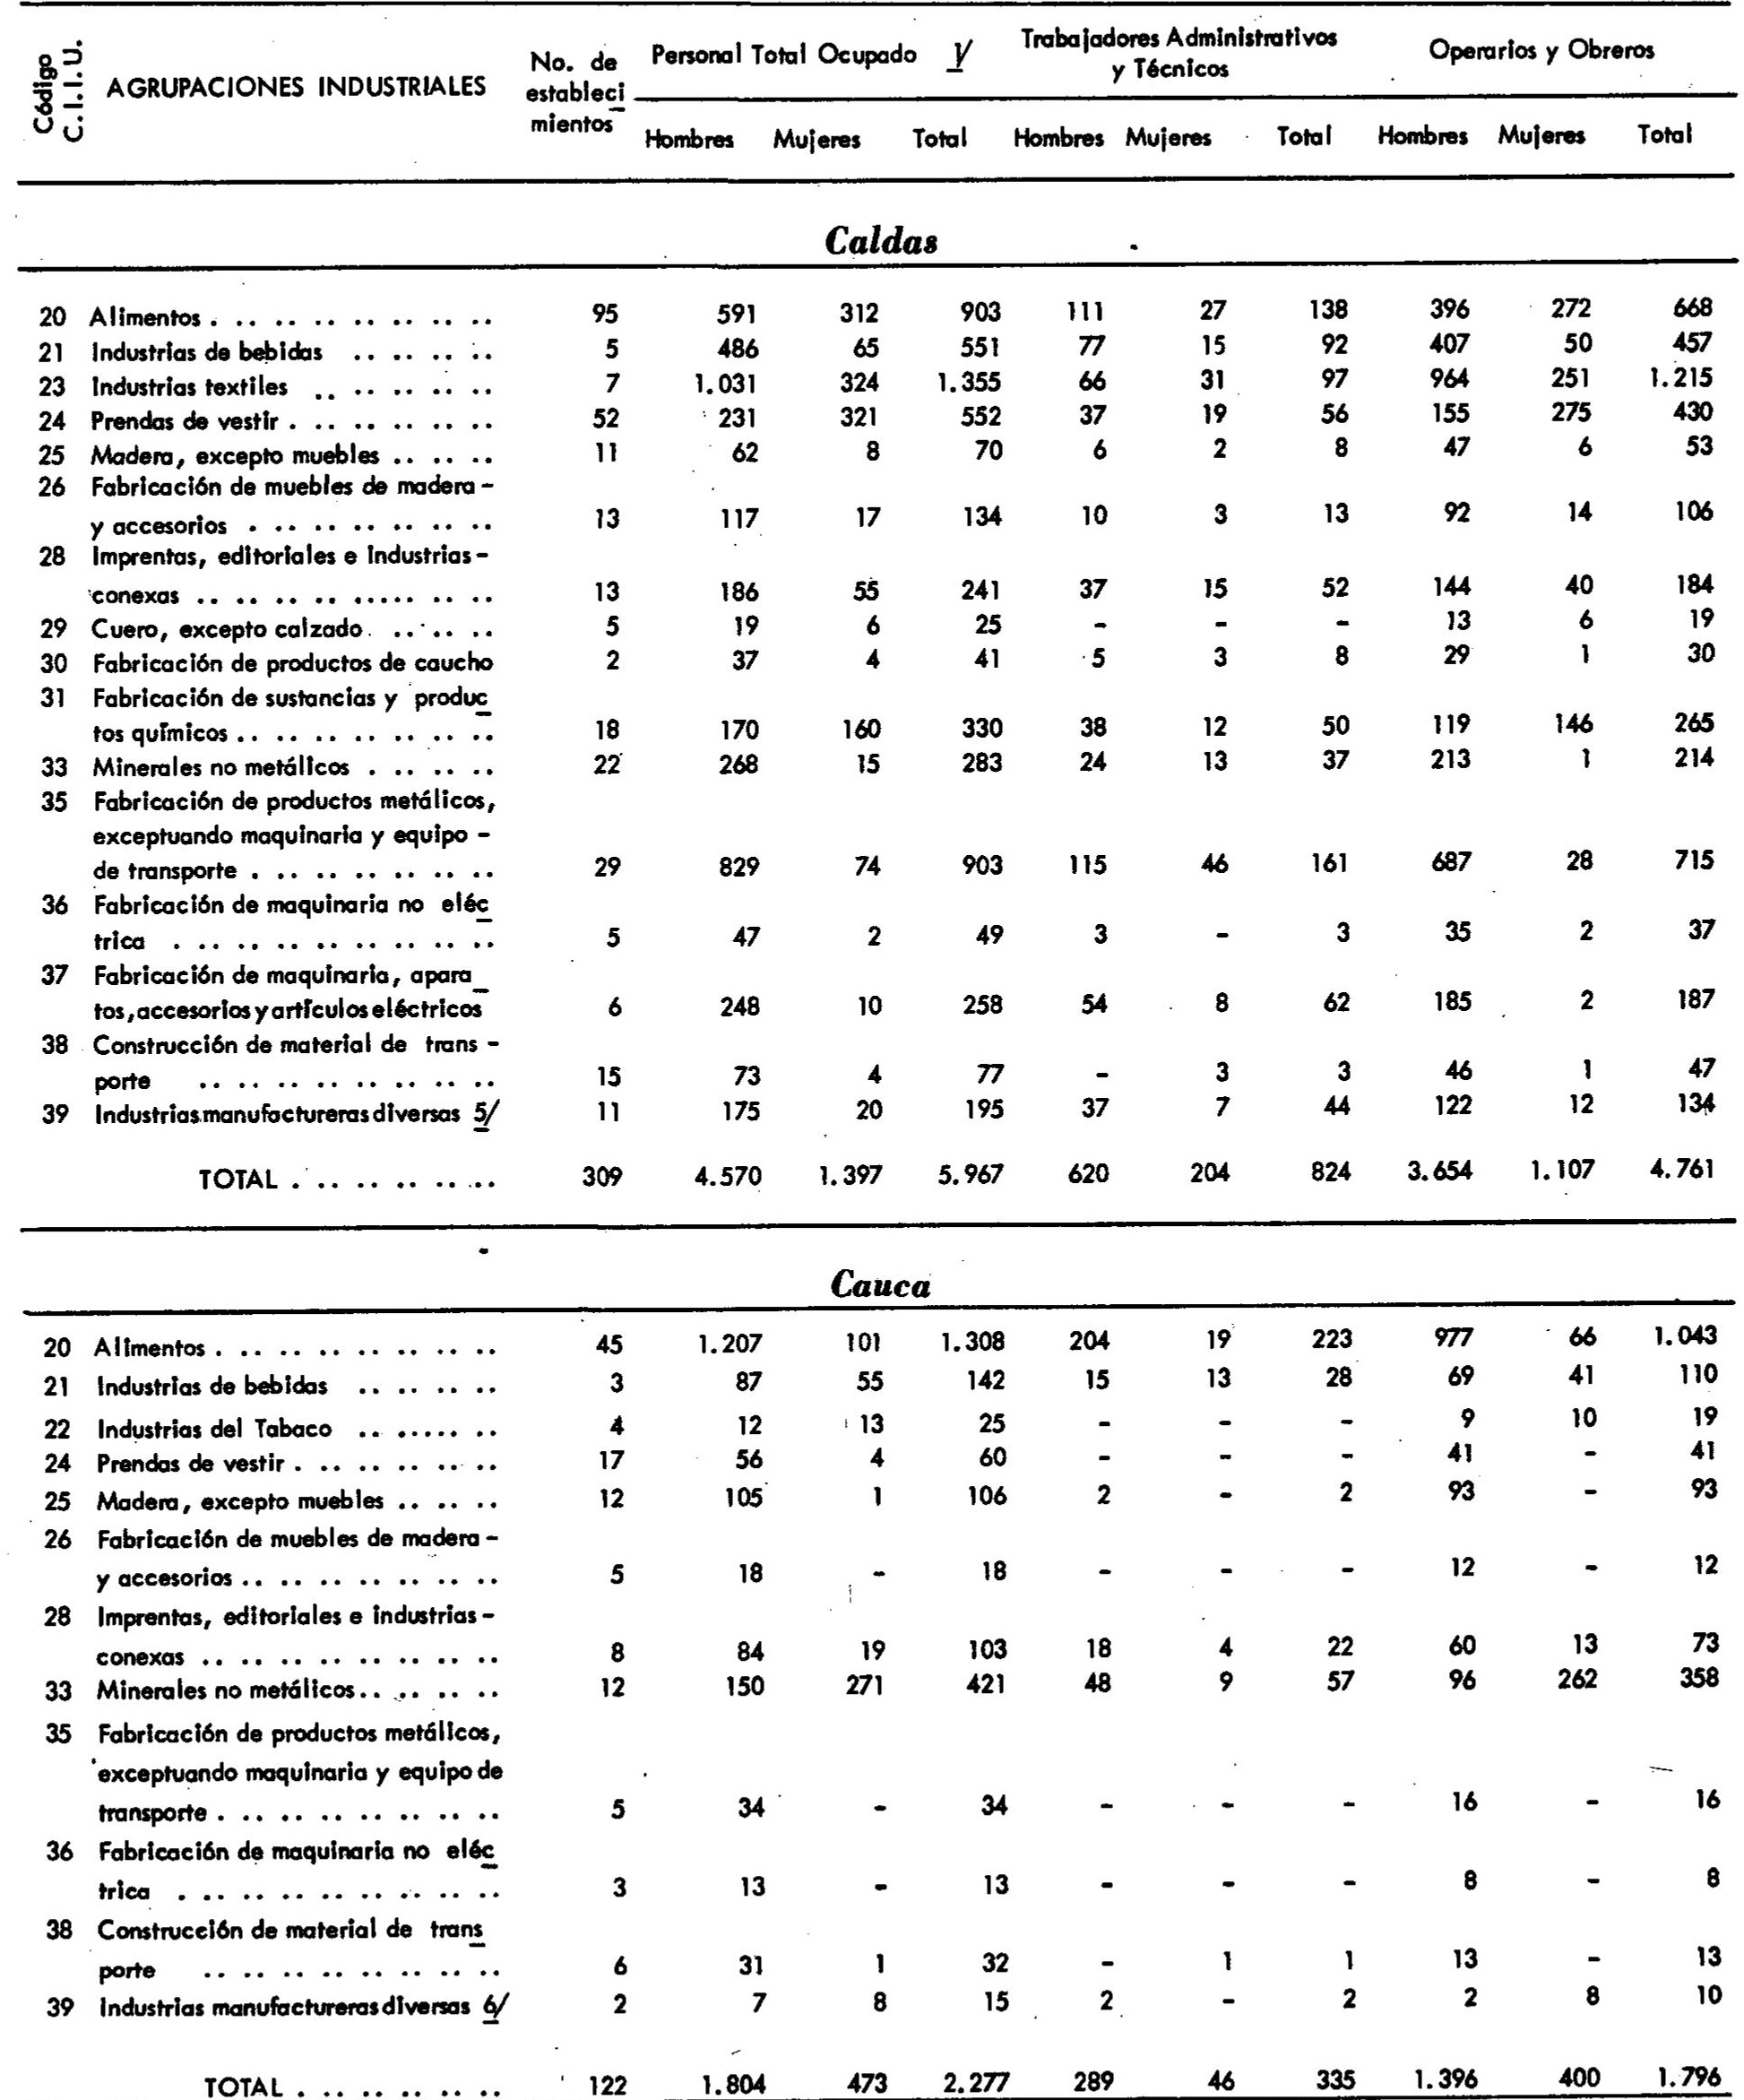 Código C.I.I.U. AGRUPACIONES INDUSTRIALES No. de estableci mientos Personal Total Ocupado 1/ Trabajadores Administrativos y Técnicos Operarios y Obreros
Hombres Mujeres Total Hombres Mujeres Total Hombres Mujeres Total
Caldas
20 Alimentos . .. .. .. .. .. .. .. 95 591 312 903 111 27 138 396 272 668
21 Industrias de bebidas .. .. .. .. 5 486 65 551 77 15 92 407 50 457
23 Industrias textiles .. .. .. .. .. 7 1.031 324 1.355 66 31 97 964 251 1.215
24 Prendas de vestir . .. .. .. .. .. 52 231 321 552 37 19 56 155 275 430
25 Madera, excepto muebles .. .. .. 11 62 8 70 6 2 8 47 6 53
26 Fabricación de muebles de madera -
y accesorios . .. .. .. .. .. .. 13 117 17 134 10 3 13 92 14 106
28 Imprentas, editoriales e industrias -
conexas .. .. .. .. .. .. .. .. 13 186 55 241 37 15 52 144 40 184
29 Cuero, excepto calzado. .. .. .. 5 19 6 25 - - - 13 6 19
30 Fabricación de productos de caucho 2 37 4 41 5 3 8 29 1 30
31 Fabricación de sustancias y produc
tos químicos .. .. .. .. .. .. .. 18 170 160 330 38 12 50 119 146 265
33 Minerales no metálicos . .. .. .. 22 268 15 283 24 13 37 213 1 214
35 Fabricación de productos metálicos,
exceptuando maquinaria y equipo -
de transporte . .. .. .. .. .. .. 29 829 74 903 115 46 161 687 28 715
36 Fabricación de maquinaria no eléc
trica . .. .. .. .. .. .. .. .. 5 47 2 49 3 - 3 35 2 37
37 Fabricación de maquinaria, apara
tos, accesorios y artículos eléctricos 6 248 10 258 54 8 62 185 2 187
38 Construcción de material de trans -
porte .. .. .. .. .. .. .. .. 15 73 4 77 - 3 3 46 1 47
39 Industrias manufactureras diversas 5/ 11 175 20 195 37 7 44 122 12 134
TOTAL . .. .. .. .. .. 309 4.570 1.397 5.967 620 204 824 3.654 1.107 4.761
Cauca
20 Alimentos . .. .. .. .. .. .. .. 45 1.207 101 1.308 204 19 223 977 66 1.043
21 Industrias de bebidas .. .. .. .. 3 87 55 142 15 13 28 69 41 110
22 Industrias del Tabaco .. .. .. .. 4 12 13 25 - - - 9 10 19
24 Prendas de vestir . .. .. .. .. .. 17 56 4 60 - - - 41 - 41
25 Madera, excepto muebles .. .. .. 12 105 1 106 2 - 2 93 - 93
26 Fabricación de muebles de madera -
y accesorios .. .. .. .. .. .. .. 5 18 - 18 - - - 12 - 12
28 Imprentas, editoriales e industrias -
conexas .. .. .. .. .. .. .. .. 8 84 19 103 18 4 22 60 13 73
33 Minerales no metálicos .. .. .. .. 12 150 271 421 48 9 57 96 262 358
35 Fabricación de productos metálicos,
exceptuando maquinaria y equipo de
transporte . .. .. .. .. .. .. .. 5 34 - 34 - - - 16 - 16
36 Fabricación de maquinaria no eléc
trica . .. .. .. .. .. .. .. .. 3 13 - 13 - - - 8 - 8
38 Construcción de material de trans
porte .. .. .. .. .. .. .. .. 6 31 1 32 - 1 1 13 - 13
39 Industrias manufactureras diversas 6/ 2 7 8 15 2 - 2 2 8 10
TOTAL . .. .. .. .. .. 122 1.804 473 2.277 289 46 335 1.396 400 1.796